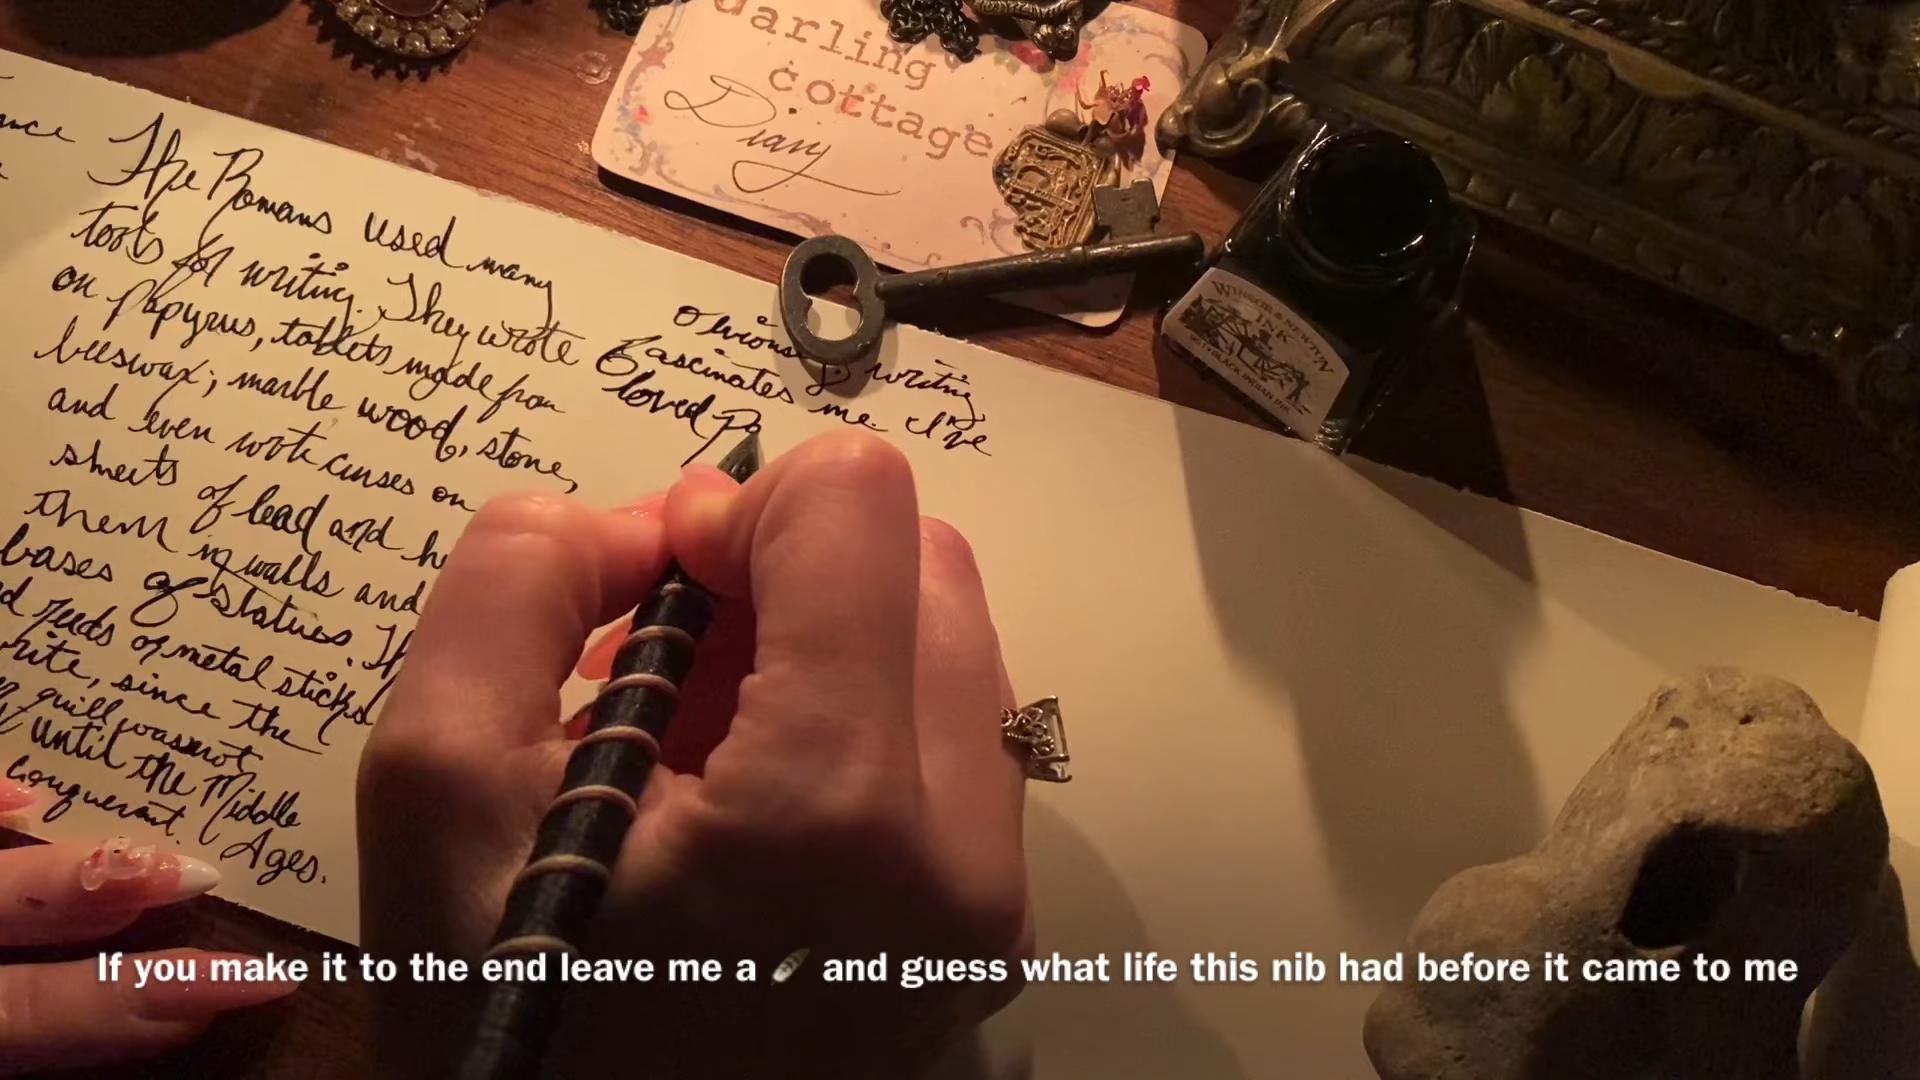 darling
cottage
Diary
WINSOR & NEWTON
INK
BLACK INDIAN INK
The Romans used many
tools for writing. They wrote
on papyrus, tablets made from
beeswax; marble wood, stone,
and even wrote curses on
sheets of lead and
them in walls and
bases of statues.
reeds or metal sticks
since the
quill was not
until the Middle
Ages.
writing
fascinates me. I've
loved
If you make it to the end leave me a 🪶 and guess what life this nib had before it came to me